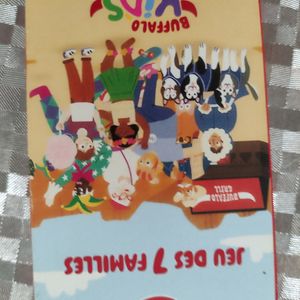 JEU DES 7 FAMILLES
BUFFALO
GRILL
BUFFALO
KIDS